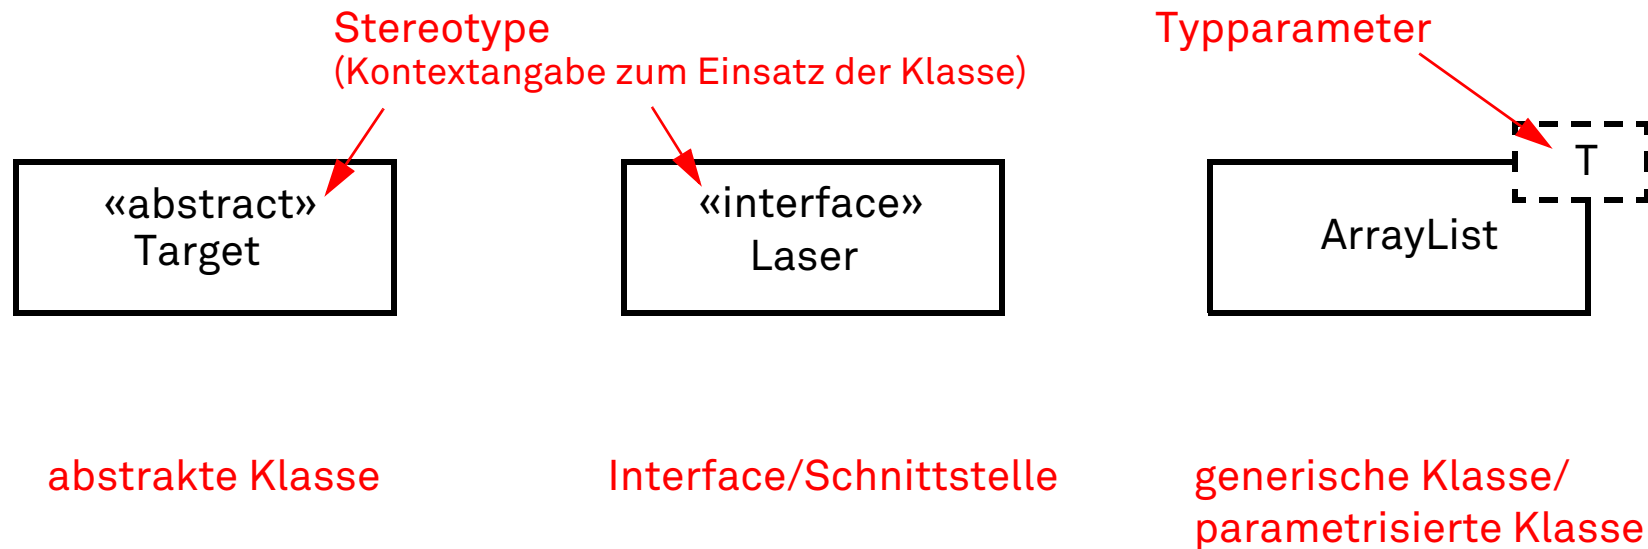 Stereotype
(Kontextangabe zum Einsatz der Klasse)
Typparameter
T
«abstract»
Target
«interface»
Laser
ArrayList
abstrakte Klasse
Interface/Schnittstelle
generische Klasse/
parametrisierte Klasse